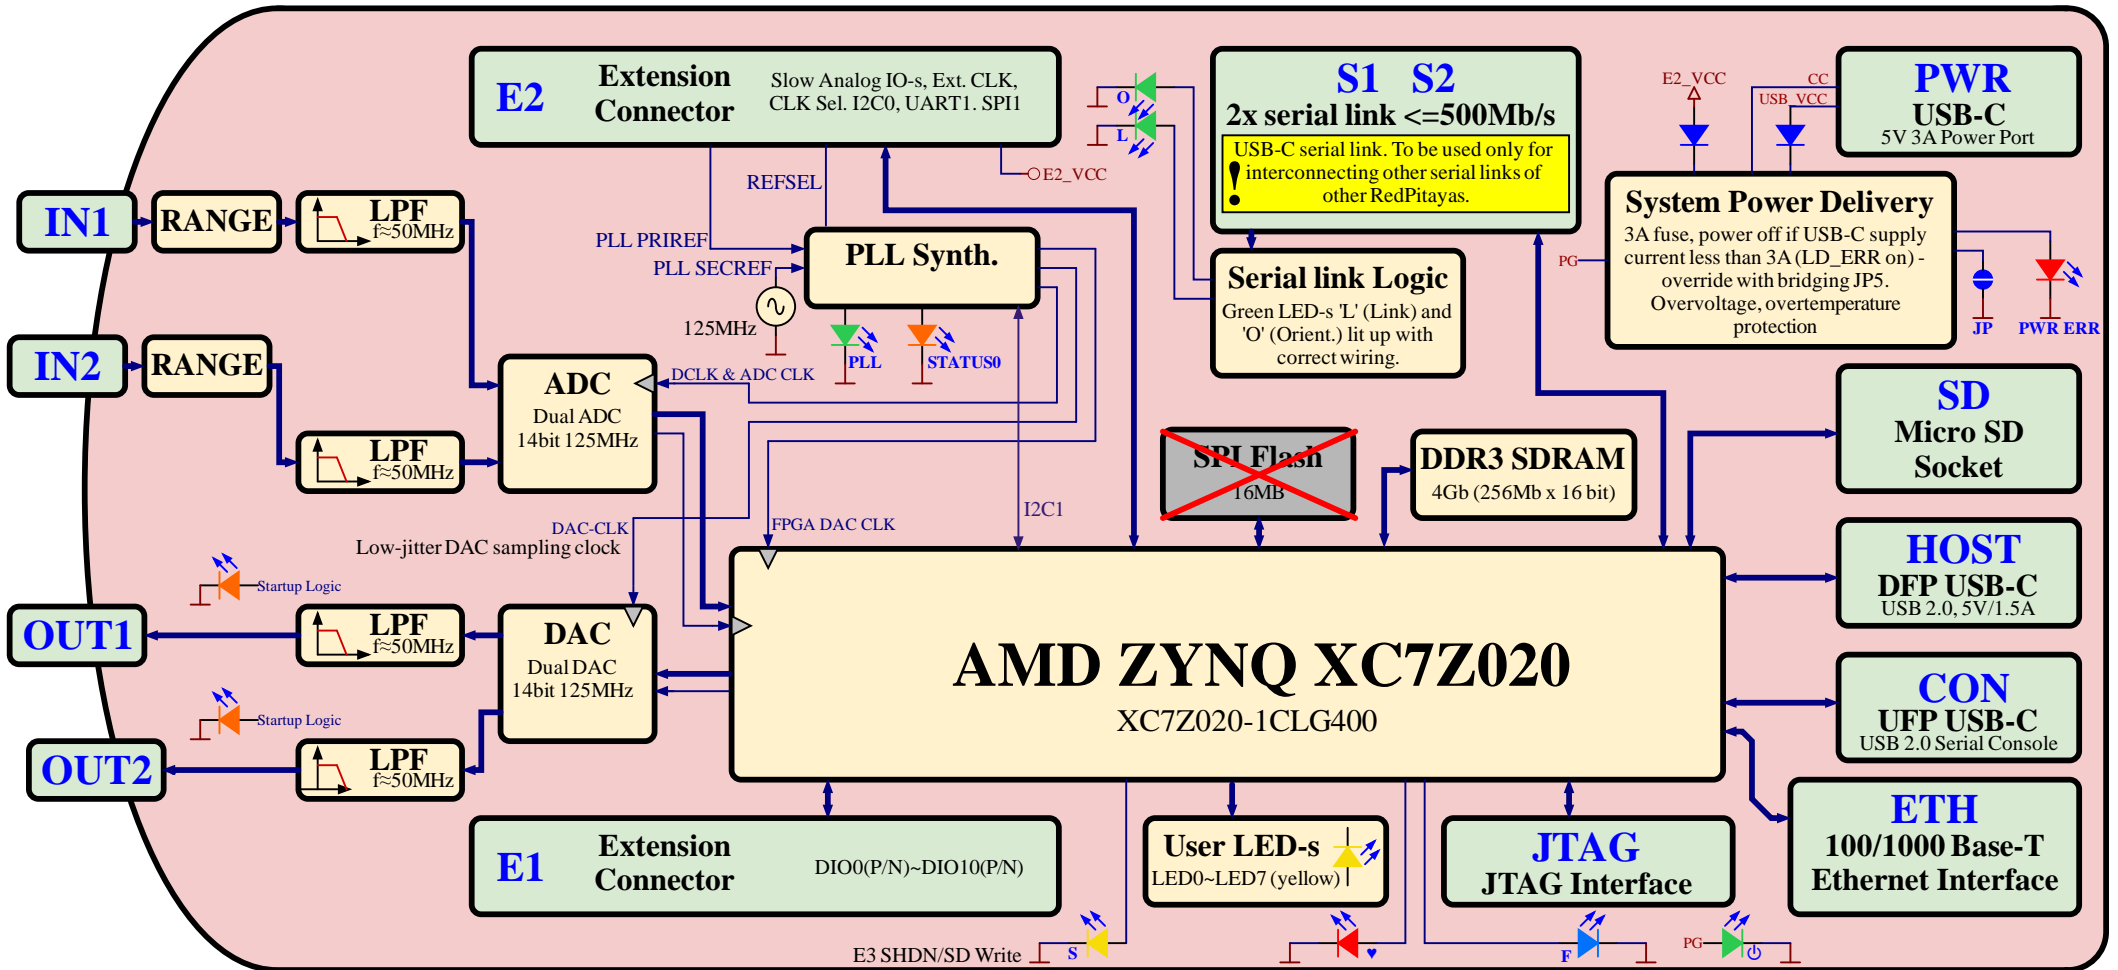 E2
Extension
Connector
Slow Analog IO-s, Ext. CLK,
CLK Sel. I2C0, UART1. SPI1
O
L
S1 S2
2x serial link <=500Mb/s
!
USB-C serial link. To be used only for
interconnecting other serial links of
other RedPitayas.
E2_VCC
CC
USB_VCC
PWR
USB-C
5V 3A Power Port
E2_VCC
REFSEL
IN1
RANGE
LPF
f≈50MHz
PLL PRIREF
PLL SECREF
PLL Synth.
125MHz
PLL
STATUS0
Serial link Logic
Green LED-s 'L' (Link) and
'O' (Orient.) lit up with
correct wiring.
PG
System Power Delivery
3A fuse, power off if USB-C supply
current less than 3A (LD_ERR on) -
override with bridging JP5.
Overvoltage, overtemperature
protection
JP
PWR ERR
IN2
RANGE
LPF
f≈50MHz
ADC
Dual ADC
14bit 125MHz
DCLK & ADC CLK
SPI Flash
16MB
DDR3 SDRAM
4Gb (256Mb x 16 bit)
SD
Micro SD
Socket
DAC-CLK
Low-jitter DAC sampling clock
FPGA DAC CLK
I2C1
Startup Logic
OUT1
LPF
f≈50MHz
DAC
Dual DAC
14bit 125MHz
AMD ZYNQ XC7Z020
XC7Z020-1CLG400
HOST
DFP USB-C
USB 2.0, 5V/1.5A
Startup Logic
OUT2
LPF
f≈50MHz
CON
UFP USB-C
USB 2.0 Serial Console
ETH
100/1000 Base-T
Ethernet Interface
E1
Extension
Connector
DIO0(P/N)~DIO10(P/N)
User LED-s
LED0~LED7 (yellow)
JTAG
JTAG Interface
E3 SHDN/SD Write
S
♥
F
PG